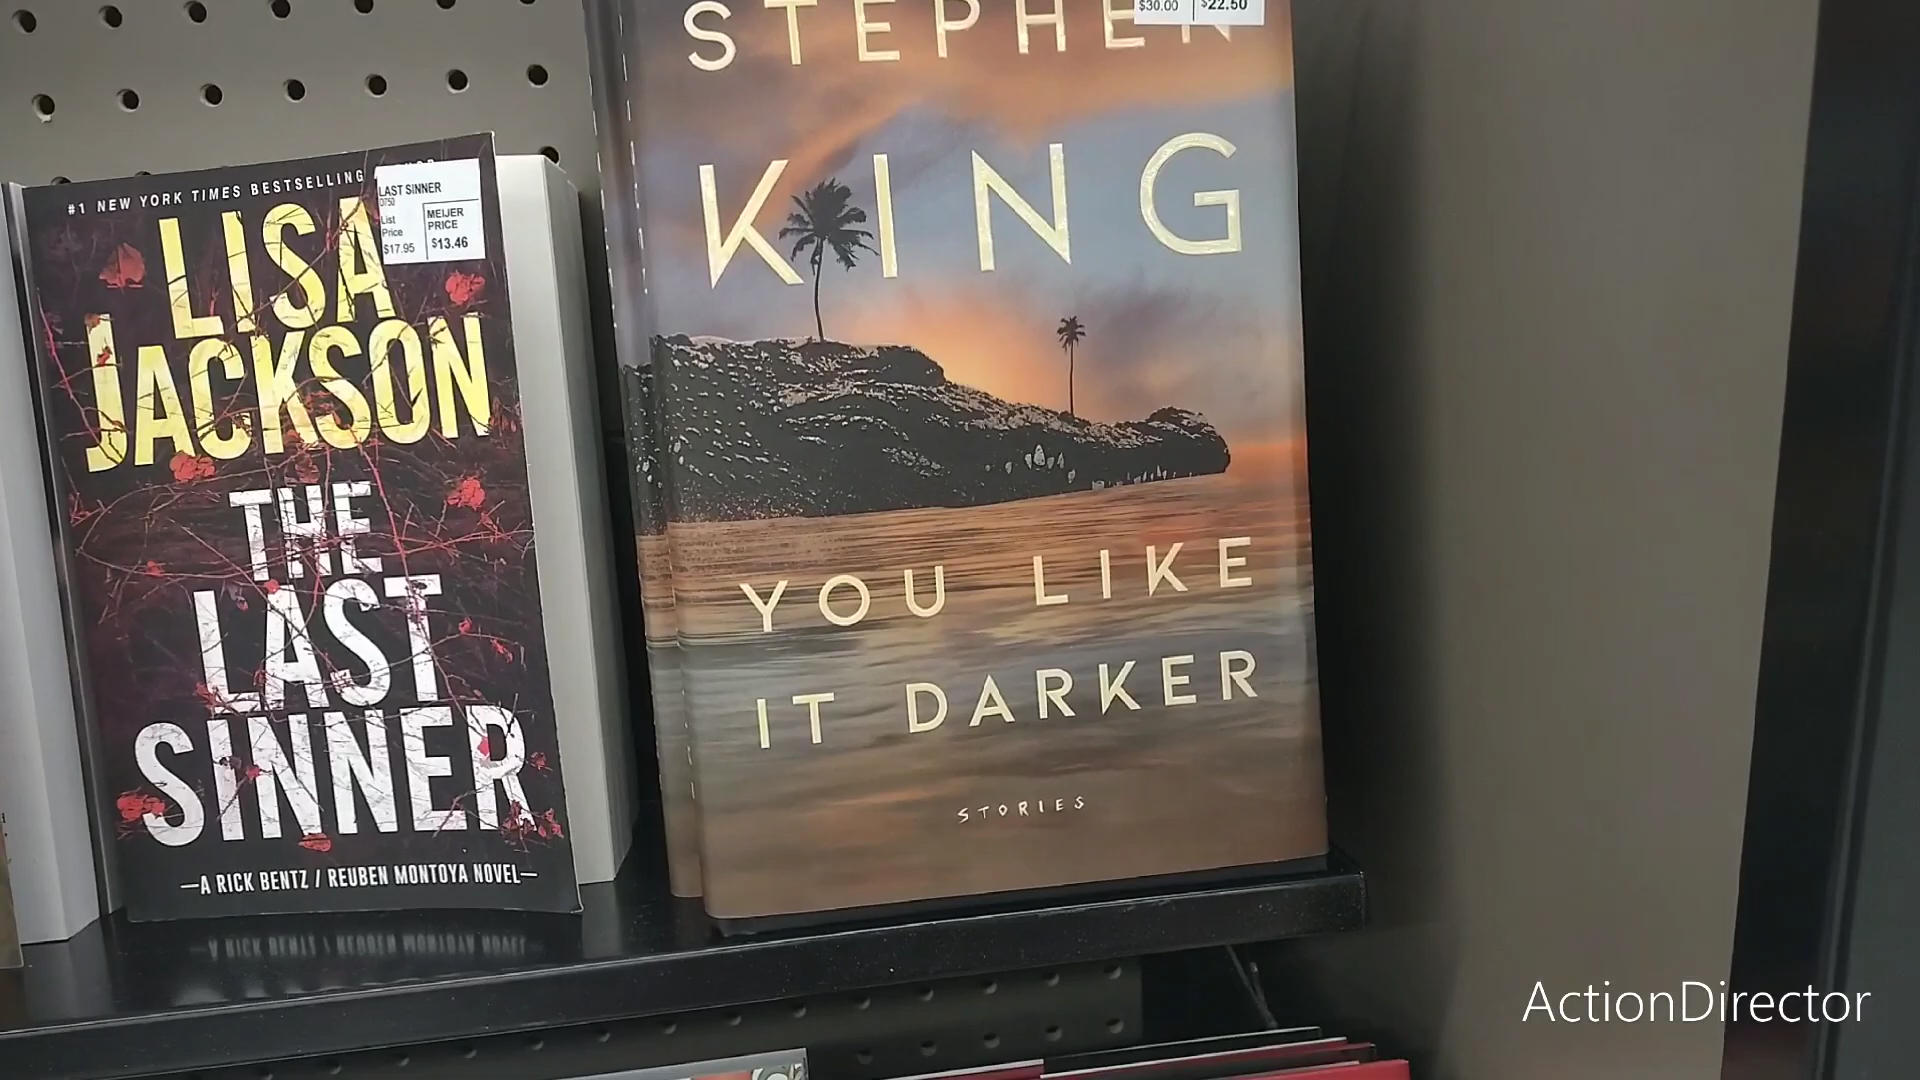 #1 NEW YORK TIMES BESTSELLING
LISA
JACKSON
LAST SINNER
0750
List
Price
$17.95
MEIJER
PRICE
$13.46
THE
LAST
SINNER
—A RICK BENTZ / REUBEN MONTOYA NOVEL—
$30.00
$22.50
STEPHEN
KING
YOU LIKE
IT DARKER
STORIES
ActionDirector